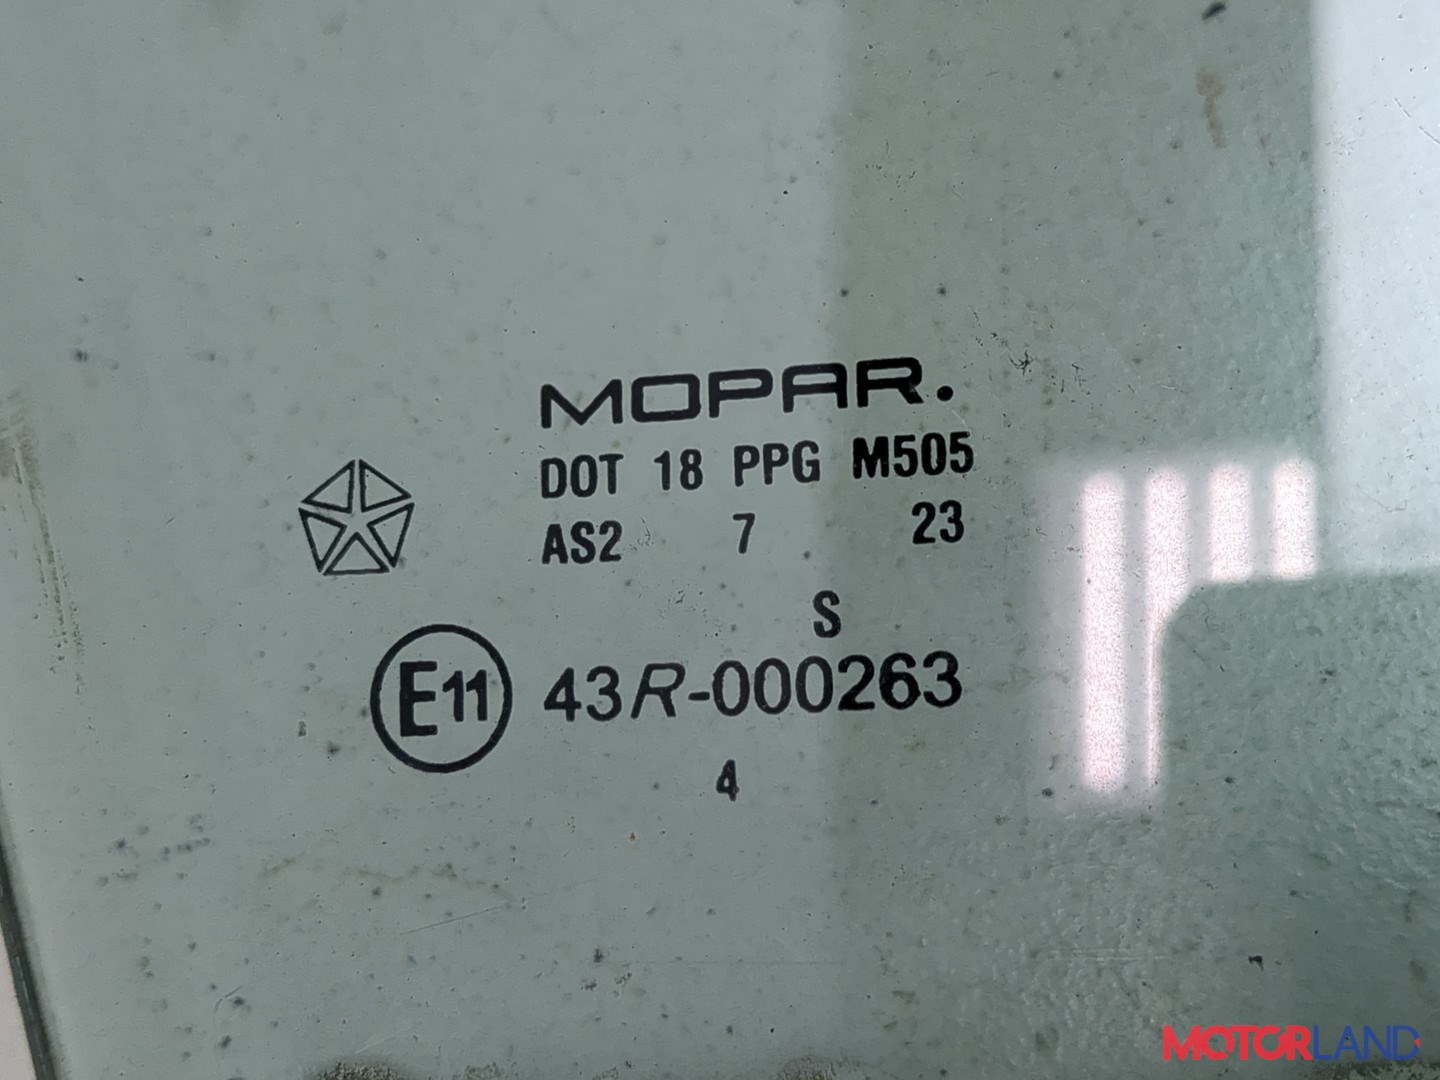 MOPAR.
DOT 18 PPG M505
AS2 7 23
S
E11 43R-000263
4
MOTORLAND